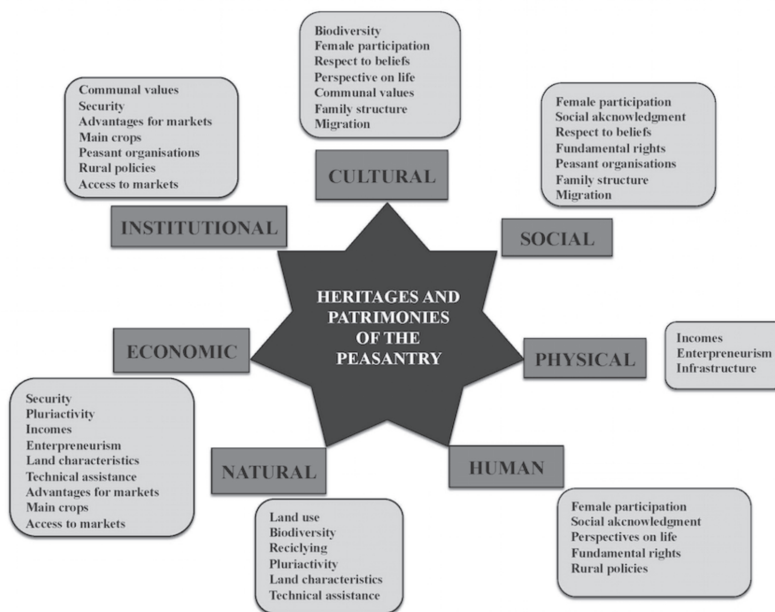 Biodiversity
Female participation
Respect to beliefs
Perspective on life
Communal values
Family structure
Migration
CULTURAL
Communal values
Security
Advantages for markets
Main crops
Peasant organisations
Rural policies
Access to markets
INSTITUTIONAL
Female participation
Social akcnowledgment
Respect to beliefs
Fundamental rights
Peasant organisations
Family structure
Migration
SOCIAL
HERITAGES AND
PATRIMONIES
OF THE
PEASANTRY
ECONOMIC
Security
Pluriactivity
Incomes
Enterpreneurism
Land characteristics
Technical assistance
Advantages for markets
Main crops
Access to markets
PHYSICAL
Incomes
Enterpreneurism
Infrastructure
NATURAL
Land use
Biodiversity
Reciclying
Pluriactivity
Land characteristics
Technical assistance
HUMAN
Female participation
Social akcnowledgment
Perspectives on life
Fundamental rights
Rural policies